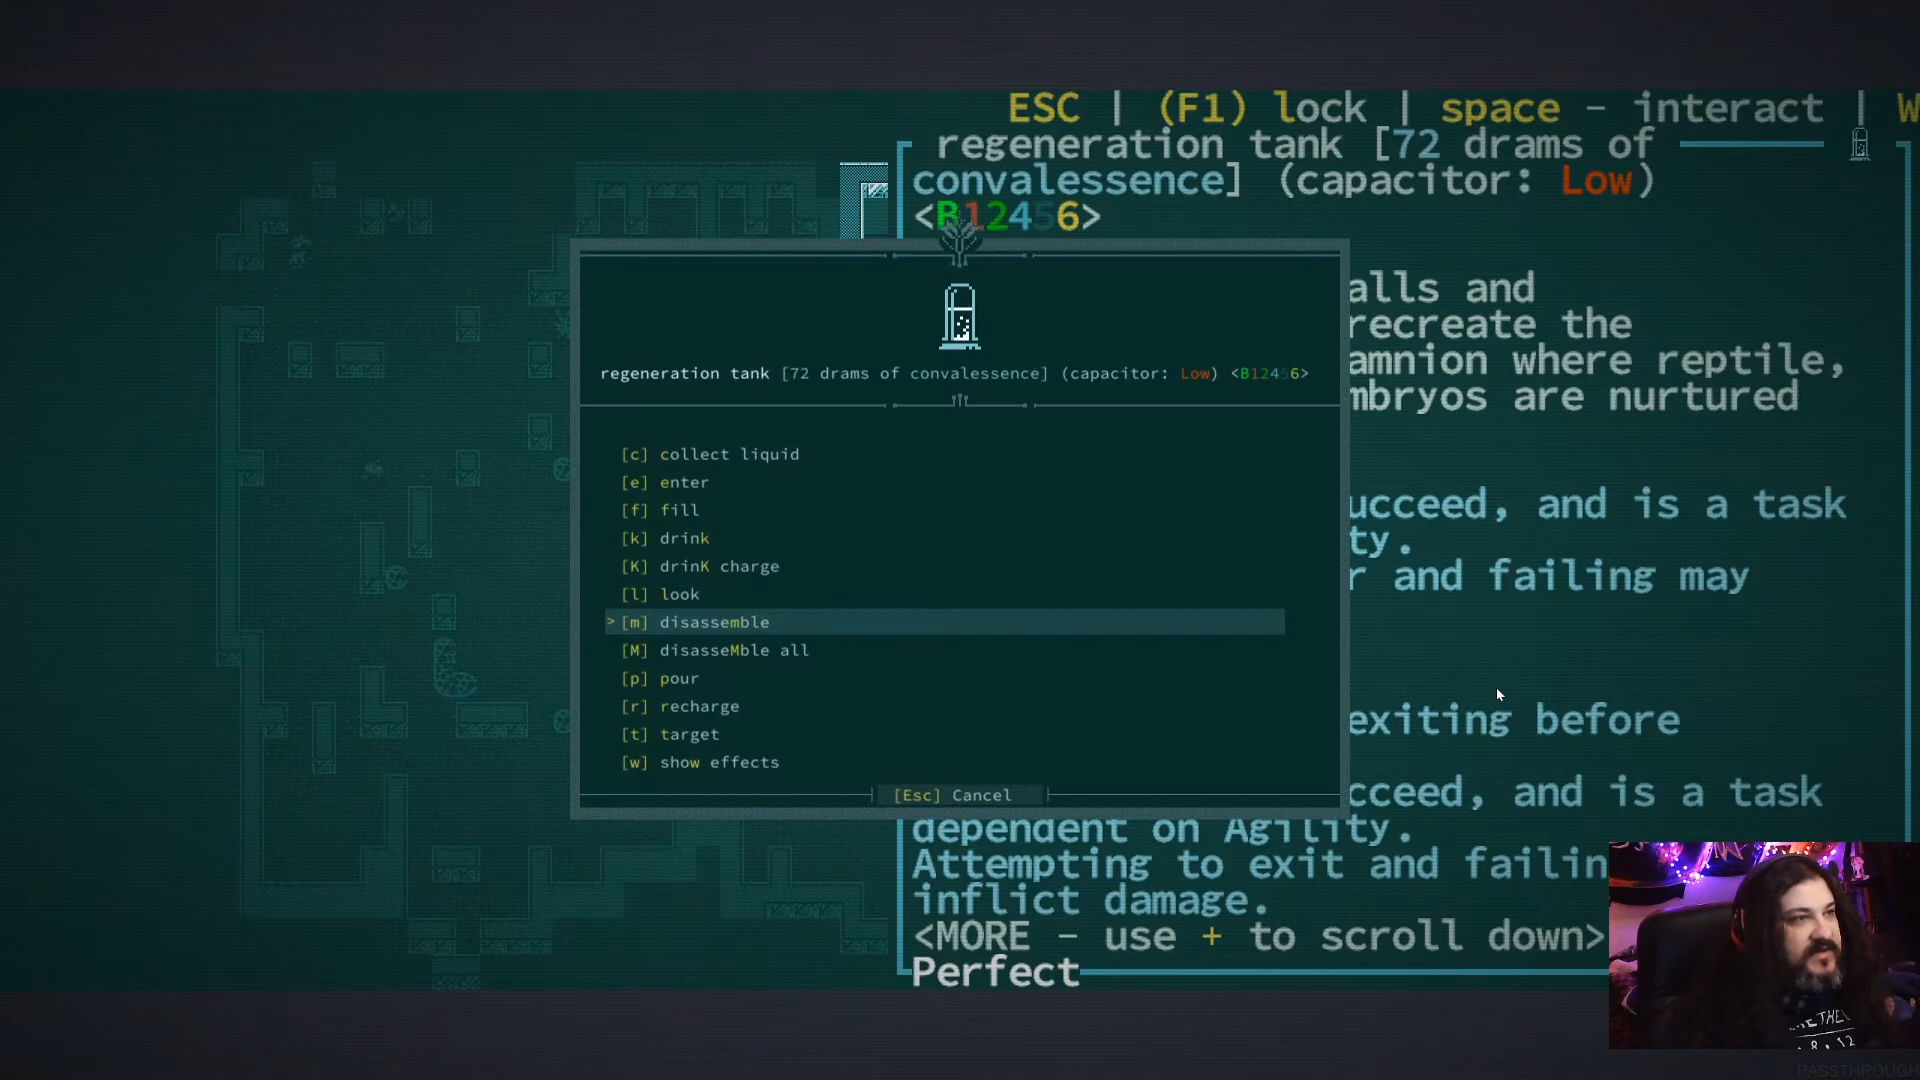 ESC | (F1) lock | space - interact | W
regeneration tank [72 drams of
convalessence] (capacitor: Low)
<B12456>
alls and
recreate the
amnion where reptile,
mbryos are nurtured
ucceed, and is a task
ty.
r and failing may
exiting before
cceed, and is a task
dependent on Agility.
Attempting to exit and failin
inflict damage.
<MORE - use + to scroll down>
Perfect
regeneration tank [72 drams of convalessence] (capacitor: Low) <B12456>
[c] collect liquid
[e] enter
[f] fill
[k] drink
[K] drinK charge
[l] look
> [m] disassemble
[M] disasseMble all
[p] pour
[r] recharge
[t] target
[w] show effects
[Esc] Cancel
PASSTHROUGH